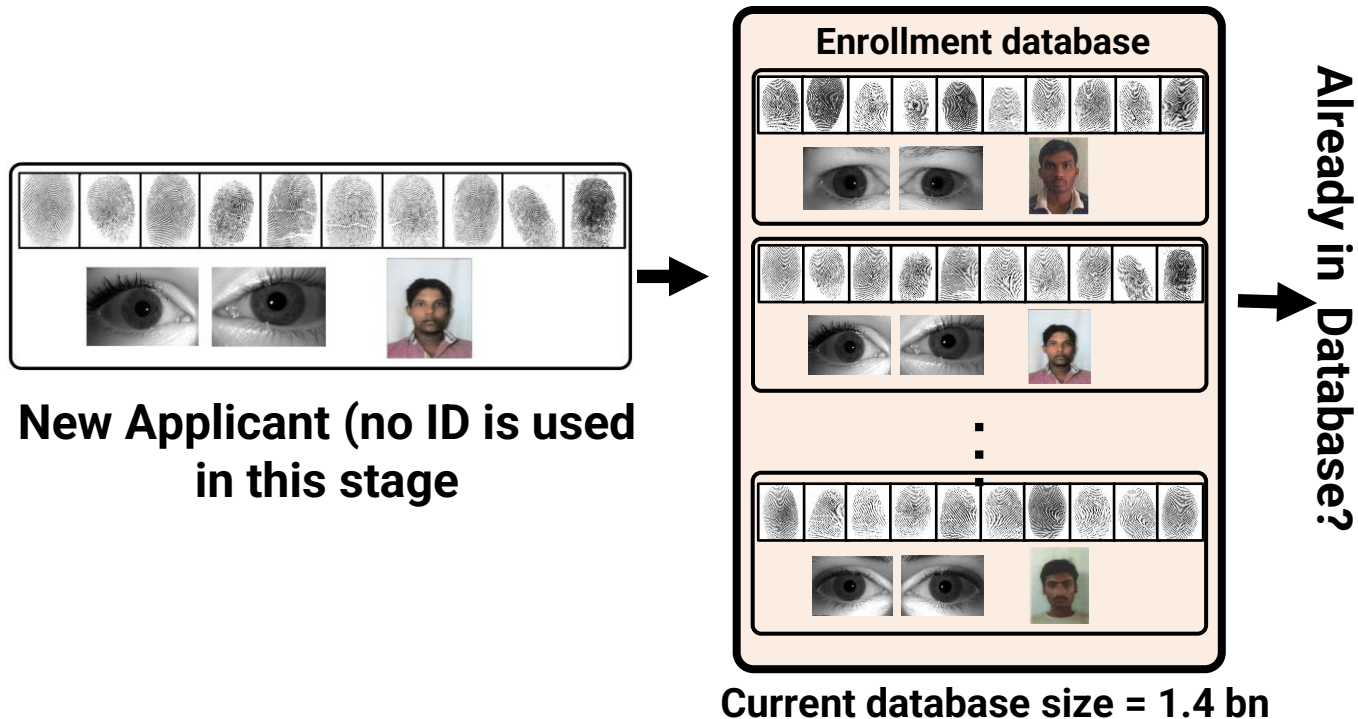 Enrollment database
New Applicant (no ID is used
in this stage
Already in Database?
Current database size = 1.4 bn